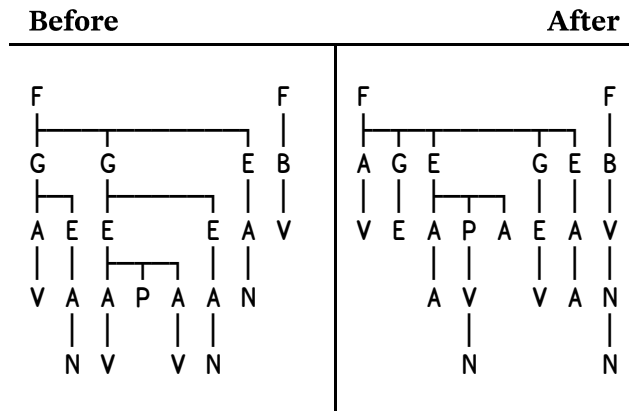 Before After
F F F F
G G E B A G E G E B
A E E E A V V E A P A E A V
V A A P A A N A V V A N
N V V N N N